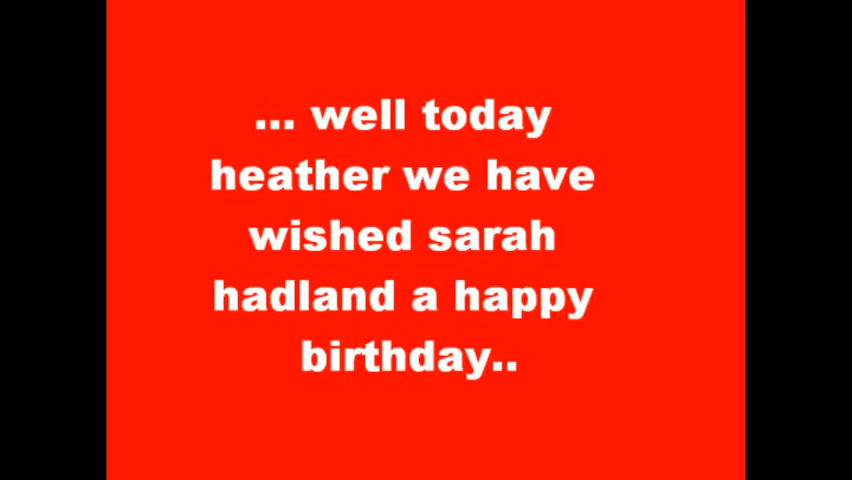 ... well today
heather we have
wished sarah
hadland a happy
birthday..